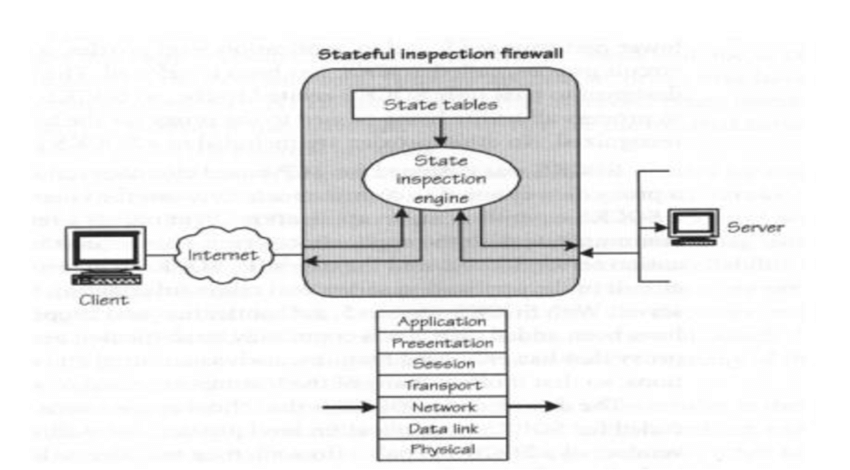 Stateful inspection firewall
State tables
State
inspection
engine
Internet
Client
Server
Application
Presentation
Session
Transport
Network
Data link
Physical